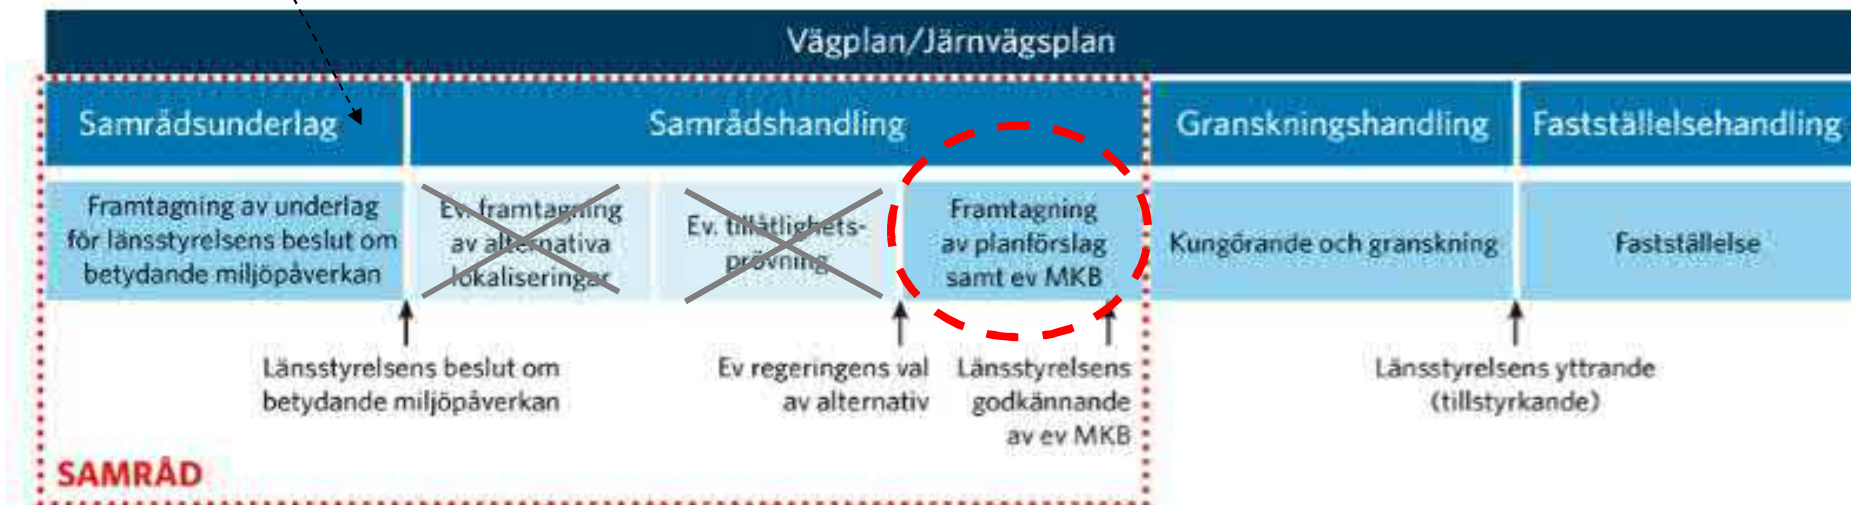 Vägplan/Järnvägsplan
Samrådsunderlag
Samrådshandling
Granskningshandling
Fastställelsehandling
Framtagning av underlag
för länsstyrelsens beslut om
betydande miljöpåverkan
Ev. framtagning
av alternativa
lokaliseringar
Ev. tillåtlighets-
prövning
Framtagning
av planförslag
samt ev MKB
Kungörande och granskning
Fastställelse
Länsstyrelsens beslut om
betydande miljöpåverkan
Ev regeringens val
av alternativ
Länsstyrelsens
godkännande
av ev MKB
Länsstyrelsens yttrande
(tillstyrkande)
SAMRÅD